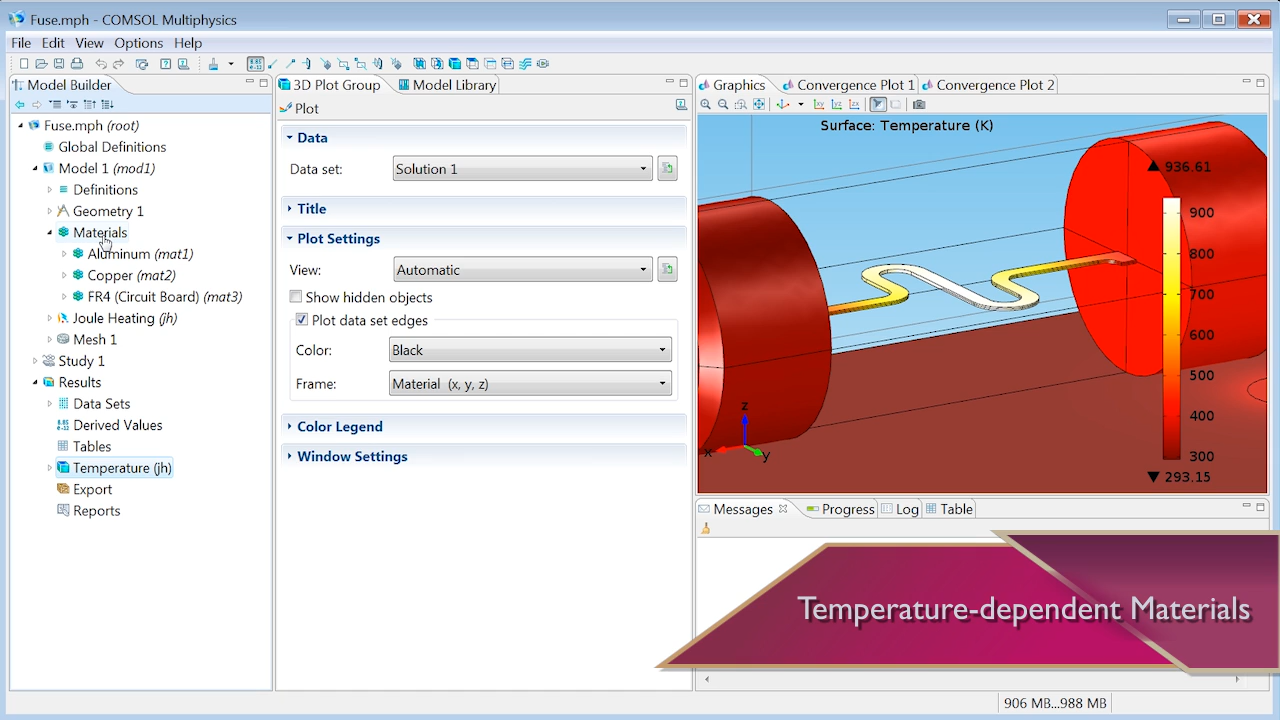 Fuse.mph - COMSOL Multiphysics
File Edit View Options Help
Model Builder
Fuse.mph (root)
Global Definitions
Model 1 (mod1)
Definitions
Geometry 1
Materials
Aluminum (mat1)
Copper (mat2)
FR4 (Circuit Board) (mat3)
Joule Heating (jh)
Mesh 1
Study 1
Results
Data Sets
Derived Values
Tables
Temperature (jh)
Export
Reports
3D Plot Group Model Library
Plot
Data
Data set: Solution 1
Title
Plot Settings
View: Automatic
Show hidden objects
Plot data set edges
Color: Black
Frame: Material (x, y, z)
Color Legend
Window Settings
Graphics Convergence Plot 1 Convergence Plot 2
Surface: Temperature (K)
936.61
900
800
700
600
500
400
300
293.15
z
x
y
Messages Progress Log Table
Temperature-dependent Materials
906 MB...988 MB